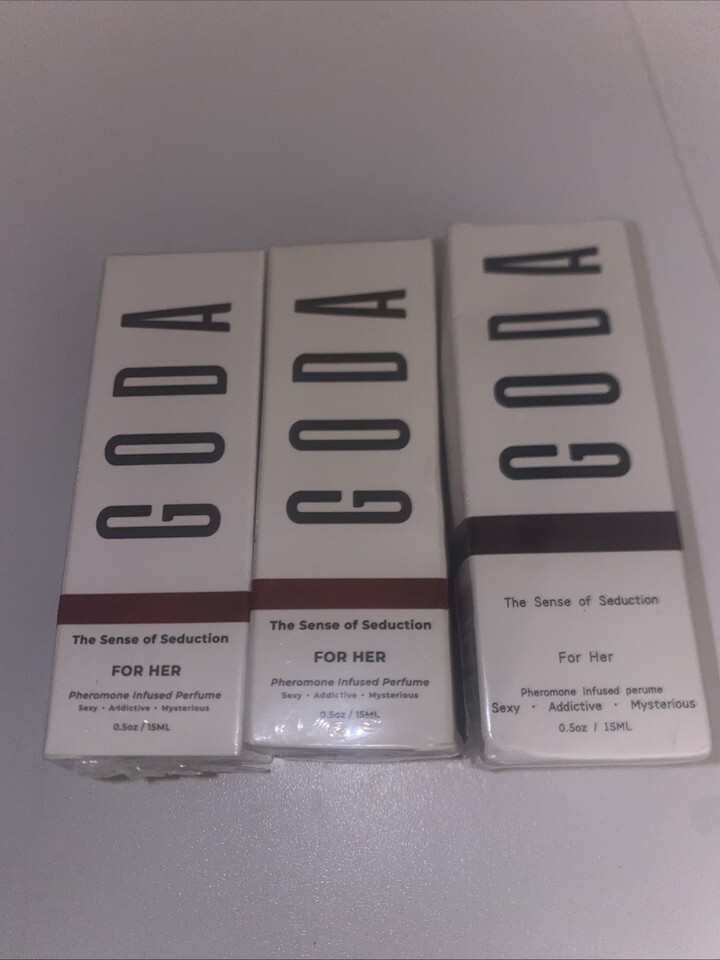 GODA
The Sense of Seduction
FOR HER
Pheromone Infused Perfume
Sexy • Addictive • Mysterious
0.5oz / 15ML
GODA
The Sense of Seduction
FOR HER
Pheromone Infused Perfume
Sexy • Addictive • Mysterious
0.5oz / 15ML
GODA
The Sense of Seduction
For Her
Pheromone Infused perume
Sexy · Addictive · Mysterious
0.5oz / 15ML